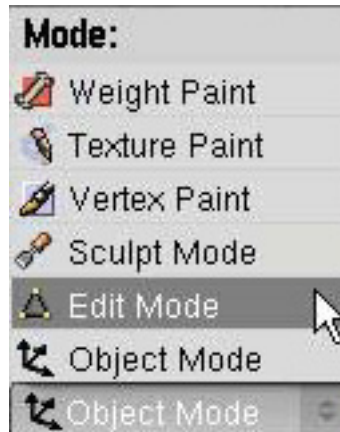 Mode:
Weight Paint
Texture Paint
Vertex Paint
Sculpt Mode
Edit Mode
Object Mode
Object Mode